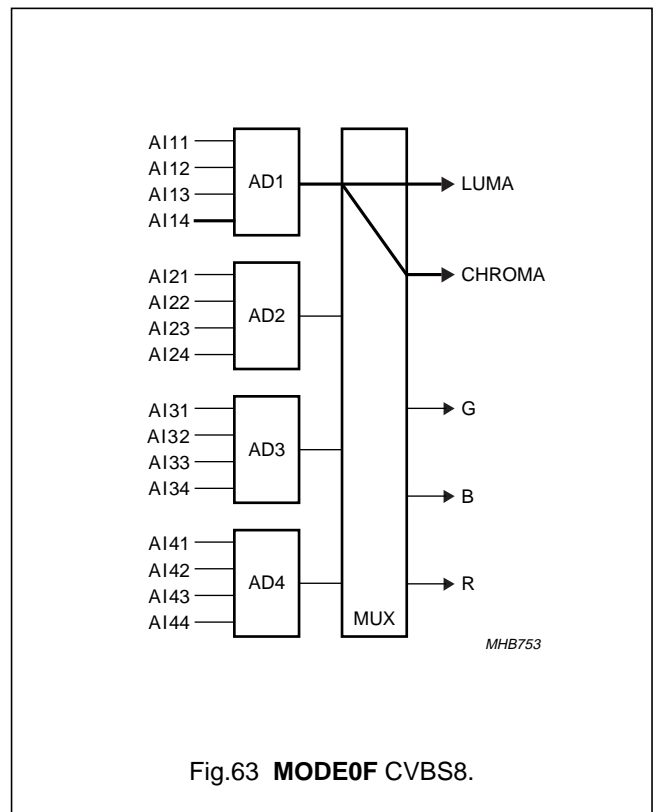 AI11
AI12
AI13
AI14
AD1
LUMA
CHROMA
AI21
AI22
AI23
AI24
AD2
AI31
AI32
AI33
AI34
AD3
G
B
AI41
AI42
AI43
AI44
AD4
R
MUX
MHB753
Fig.63 MODE0F CVBS8.